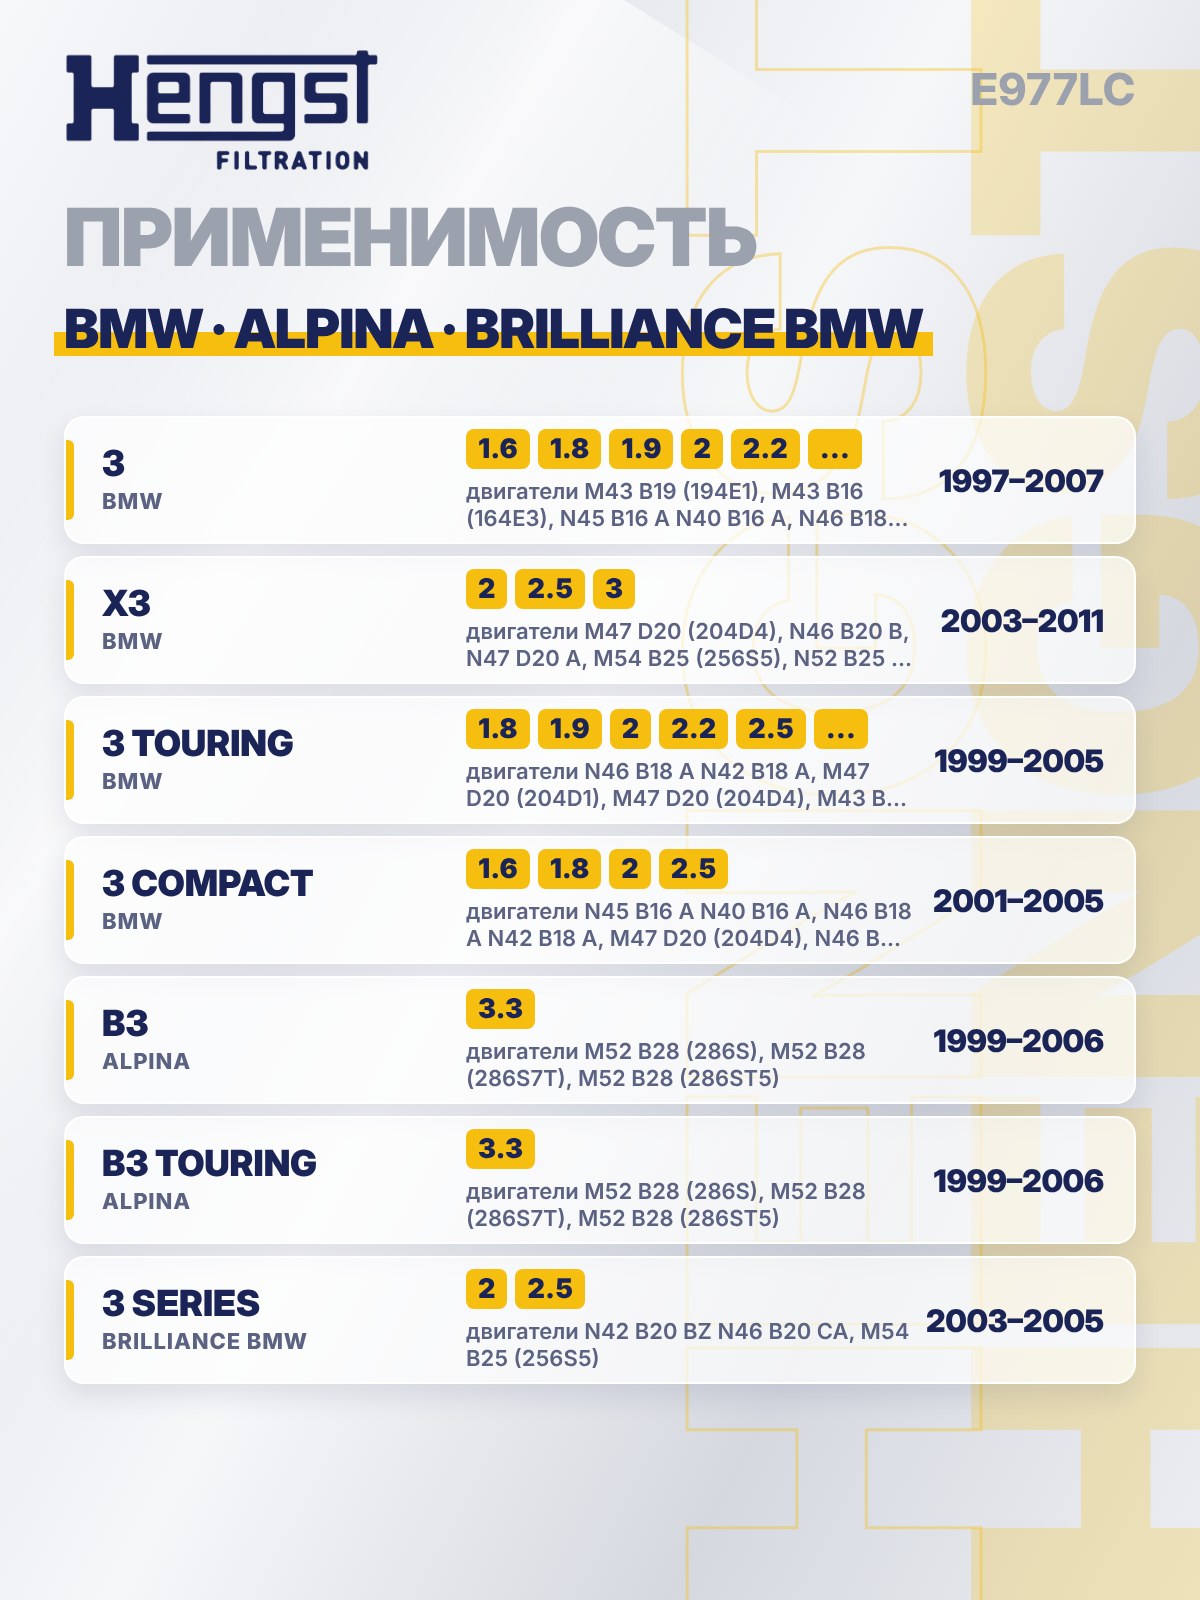 Hengst
FILTRATION
E977LC
ПРИМЕНИМОСТЬ
BMW · ALPINA · BRILLIANCE BMW
3
BMW
1.6 1.8 1.9 2 2.2 ...
двигатели M43 B19 (194E1), M43 B16
(164E3), N45 B16 A N40 B16 A, N46 B18...
1997–2007
X3
BMW
2 2.5 3
двигатели M47 D20 (204D4), N46 B20 B,
N47 D20 A, M54 B25 (256S5), N52 B25 ...
2003–2011
3 TOURING
BMW
1.8 1.9 2 2.2 2.5 ...
двигатели N46 B18 A N42 B18 A, M47
D20 (204D1), M47 D20 (204D4), M43 B...
1999–2005
3 COMPACT
BMW
1.6 1.8 2 2.5
двигатели N45 B16 A N40 B16 A, N46 B18
A N42 B18 A, M47 D20 (204D4), N46 B...
2001–2005
B3
ALPINA
3.3
двигатели M52 B28 (286S), M52 B28
(286S7T), M52 B28 (286ST5)
1999–2006
B3 TOURING
ALPINA
3.3
двигатели M52 B28 (286S), M52 B28
(286S7T), M52 B28 (286ST5)
1999–2006
3 SERIES
BRILLIANCE BMW
2 2.5
двигатели N42 B20 BZ N46 B20 CA, M54
B25 (256S5)
2003–2005
HENGST
HENGST